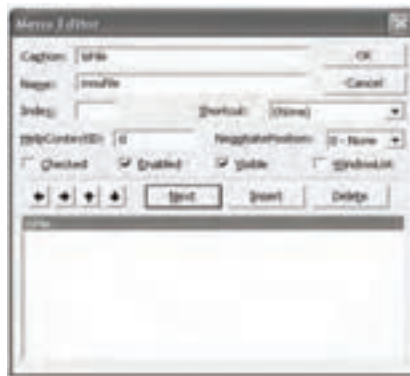 Menu Editor
Caption: &File OK
Name: mnuFile Cancel
Index: Shortcut: (None)
HelpContextID: 0 NegotiatePosition: 0 - None
Checked Enabled Visible WindowList
Next Insert Delete